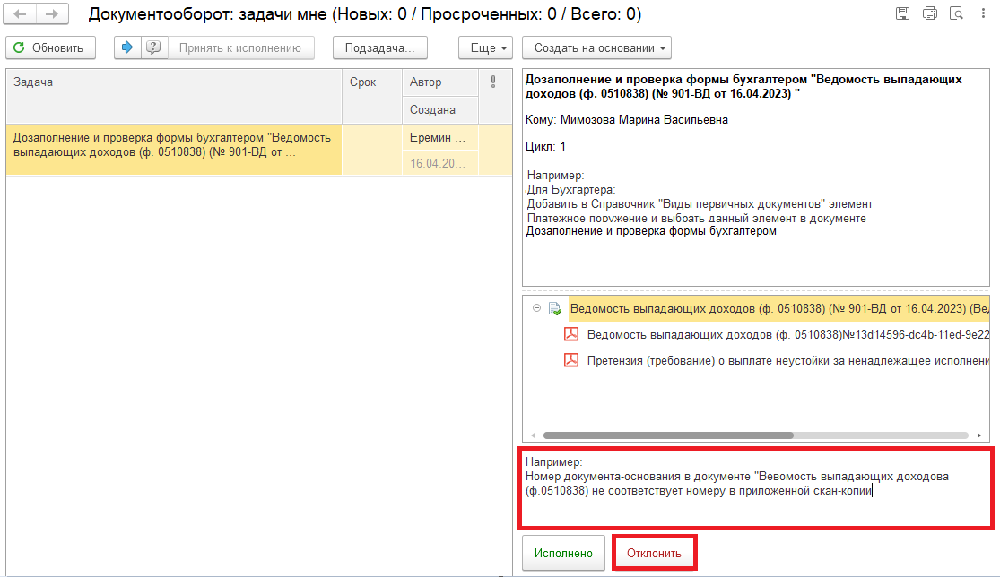 Документооборот: задачи мне (Новых: 0 / Просроченных: 0 / Всего: 0)
Обновить
Принять к исполнению
Подзадача...
Еще
Создать на основании
Задача
Срок
Автор
Создана
Дозаполнение и проверка формы бухгалтером "Ведомость
выпадающих доходов (ф. 0510838) (№ 901-ВД от ...
Еремин ...
16.04.20...
Дозаполнение и проверка формы бухгалтером "Ведомость выпадающих
доходов (ф. 0510838) (№ 901-ВД от 16.04.2023) "
Кому: Мимозова Марина Васильевна
Цикл: 1
Например:
Для Бухгартера:
Добавить в Справочник "Виды первичных документов" элемент
Платежное поружение и выбрать данный элемент в документе
Дозаполнение и проверка формы бухгалтером
Ведомость выпадающих доходов (ф. 0510838) (№ 901-ВД от 16.04.2023) (Вед
Ведомость выпадающих доходов (ф. 0510838)№13d14596-dc4b-11ed-9e22
Претензия (требование) о выплате неустойки за ненадлежащее исполнени
Например:
Номер документа-основания в документе "Вевомость выпадающих доходова
(ф.0510838) не соответствует номеру в приложенной скан-копии
Исполнено
Отклонить